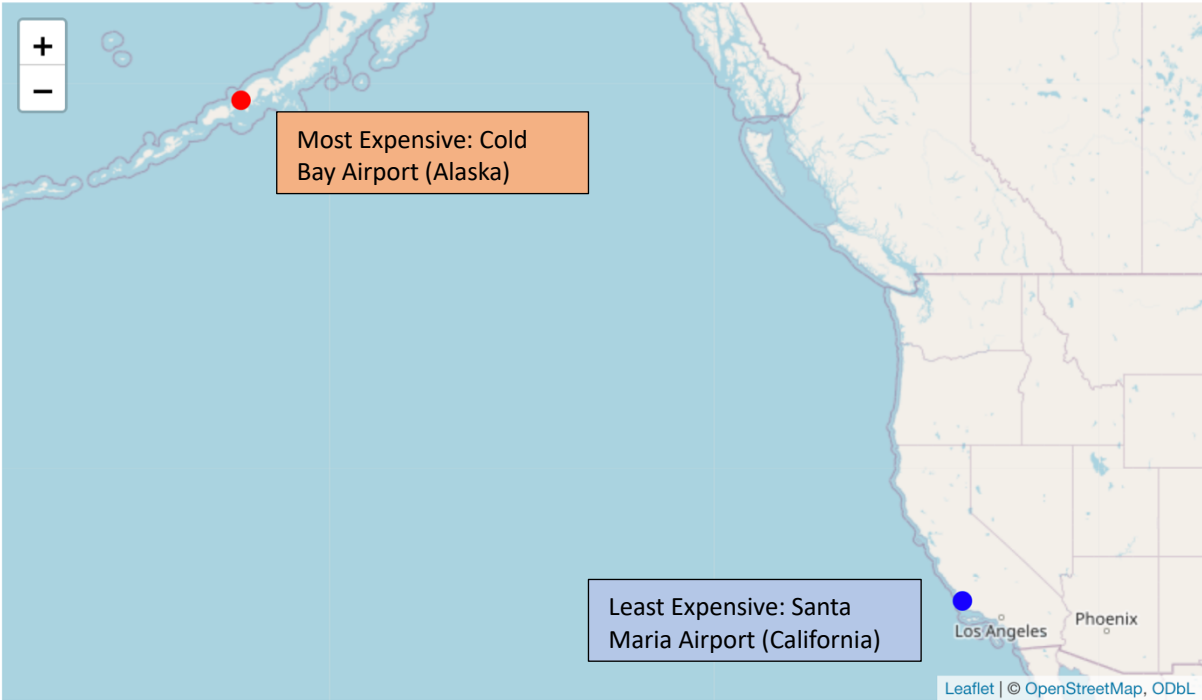 +
−
Most Expensive: Cold
Bay Airport (Alaska)
Least Expensive: Santa
Maria Airport (California)
Los Angeles
Phoenix
Leaflet | © OpenStreetMap, ODbL